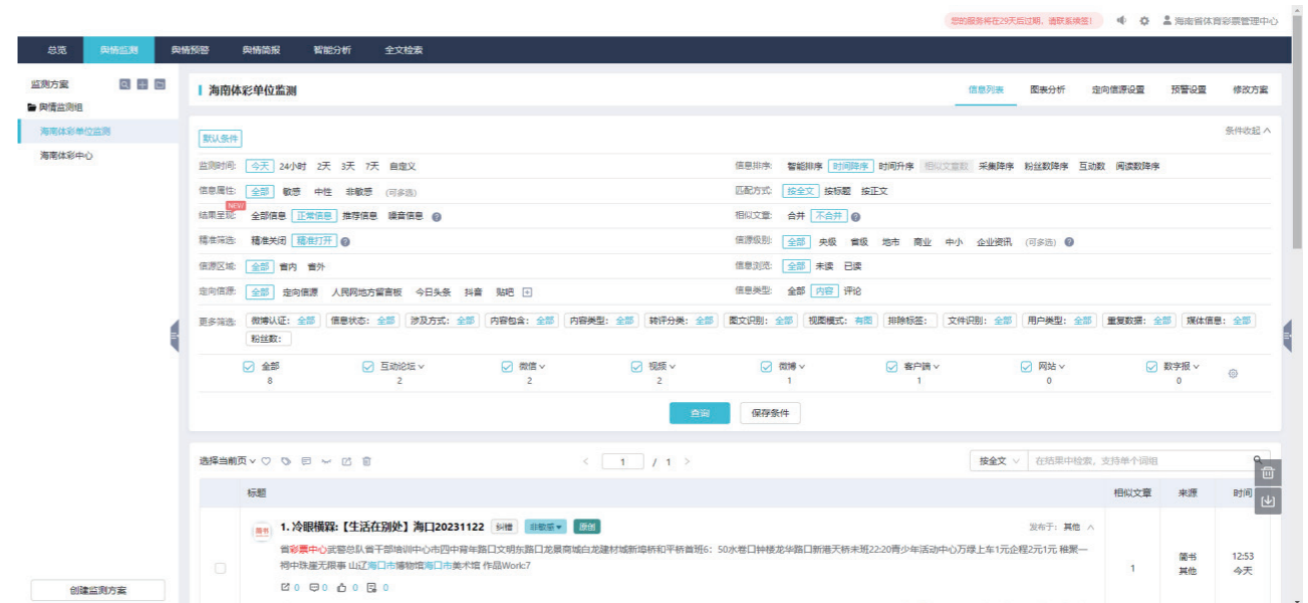 您的服务将在29天后过期，请联系续签!
海南省体育彩票管理中心
总览 舆情监测 舆情预警 舆情简报 智能分析 全文检索
监测方案
舆情监测组
海南体彩单位监测
海南体彩中心
创建监测方案
海南体彩单位监测
信息列表 图表分析 定向信源设置 预警设置 修改方案
默认条件
条件收起
监测时间: 今天 24小时 2天 3天 7天 自定义
信息排序: 智能排序 时间降序 时间升序 相似文章数 采集降序 粉丝数降序 互动数 阅读数降序
信息属性: 全部 敏感 中性 非敏感 (可多选)
匹配方式: 按全文 按标题 按正文
NEW
结果呈现: 全部信息 正常信息 推荐信息 噪音信息
相似文章: 合并 不合并
精准筛选: 精准关闭 精准打开
信源级别: 全部 央级 省级 地市 商业 中小 企业资讯 (可多选)
信源区域: 全部 省内 省外
信息浏览: 全部 未读 已读
定向信源: 全部 定向信源 人民网地方留言板 今日头条 抖音 贴吧
信息类型: 全部 内容 评论
更多筛选: 微博认证: 全部 信息状态: 全部 涉及方式: 全部 内容包含: 全部 内容类型: 全部 转评分类: 全部 图文识别: 全部 视图模式: 有图 排除标签: 文件识别: 全部 用户类型: 全部 重复数据: 全部 媒体信息: 全部
粉丝数:
全部 互动论坛 微信 视频 微博 客户端 网站 数字报
8 2 2 2 1 1 0 0
查询 保存条件
选择当前页
1 / 1
按全文 在结果中检索，支持单个词组
标题 相似文章 来源 时间
简书
1. 冷眼横霂:【生活在别处】海口20231122 纠错 非敏感 原创
发布于: 其他
省彩票中心武警总队省干部培训中心市四中青年路口文明东路口龙景商城白龙建材城新埠桥和平桥首班6：50水巷口钟楼龙华路口新港天桥末班22:20青少年活动中心万绿上车1元企程2元1元
祠中珠崖无限事 山辽海口市博物馆海口市美术馆 作品Work:7
0 0 0 0
1
简书
其他
12:53
今天